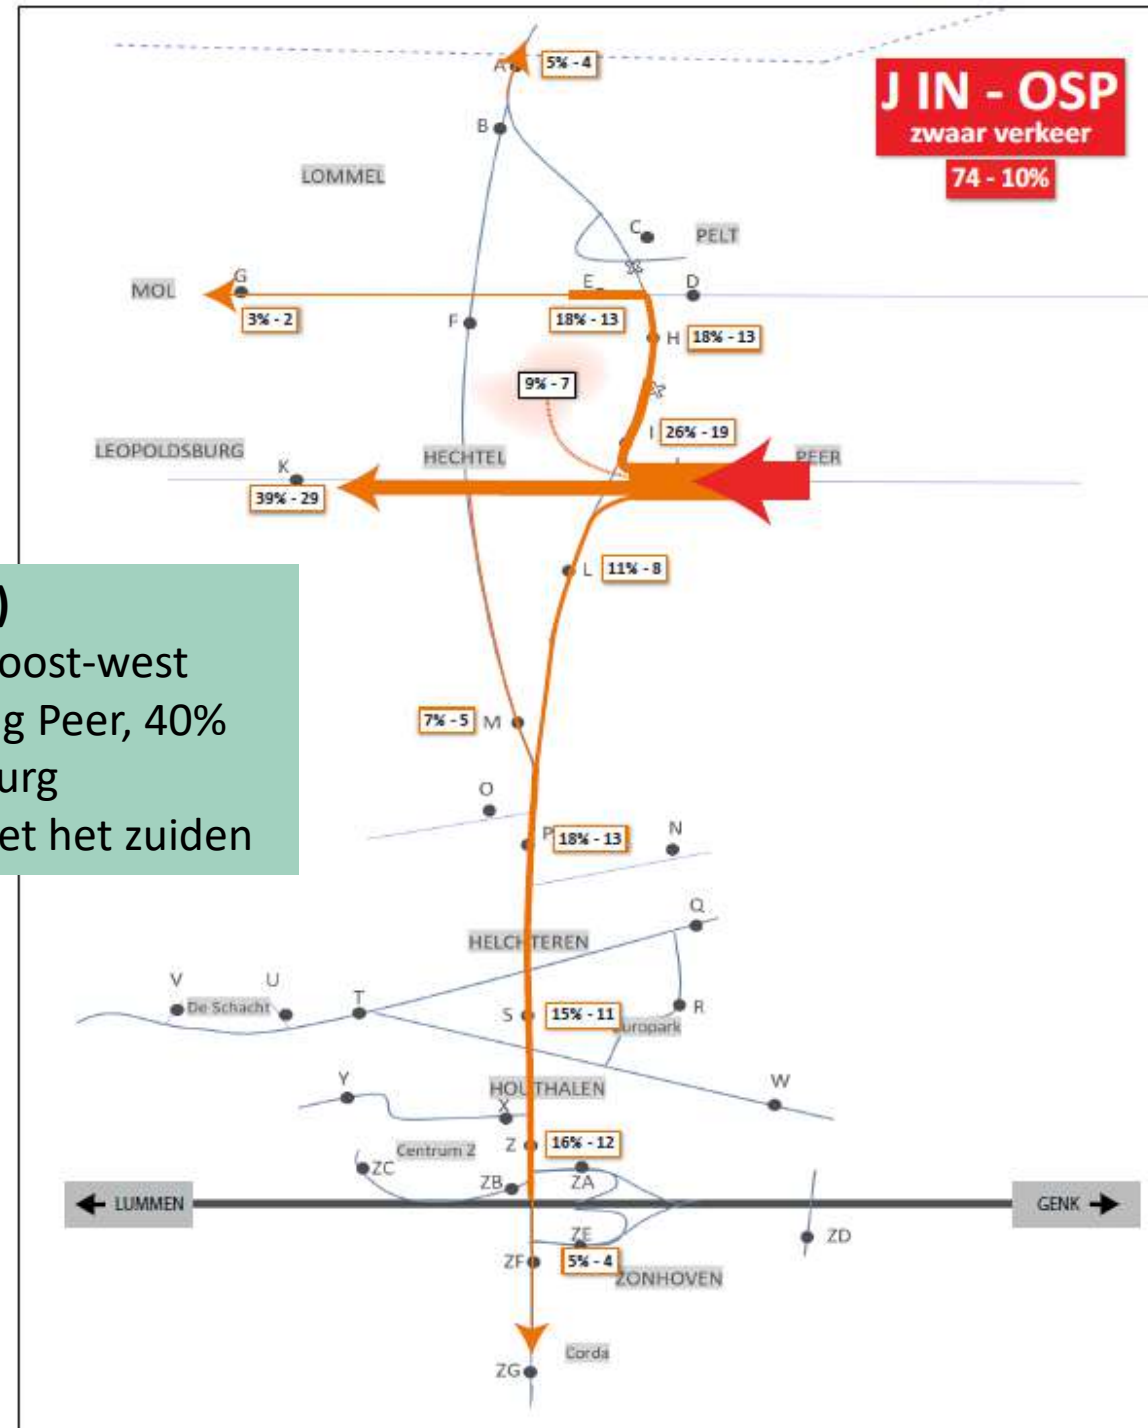 J IN - OSP
zwaar verkeer
74 - 10%
A
5% - 4
B
LOMMEL
C
PELT
MOL
G
E_
D
3% - 2
F
18% - 13
H
18% - 13
9% - 7
I
26% - 19
LEOPOLDSBURG
K
HECHTEL
PEER
39% - 29
L
11% - 8
)
oost-west
g Peer, 40%
urg
et het zuiden
7% - 5
M
O
P
18% - 13
N
Q
HELCHTEREN
V
U
T
De Schacht
S
15% - 11
R
Europark
Y
HOUTHALEN
X
W
Z
16% - 12
Centrum Z
ZC
ZB
ZA
LUMMEN
GENK
ZE
ZD
ZF
5% - 4
ZONHOVEN
Corda
ZG